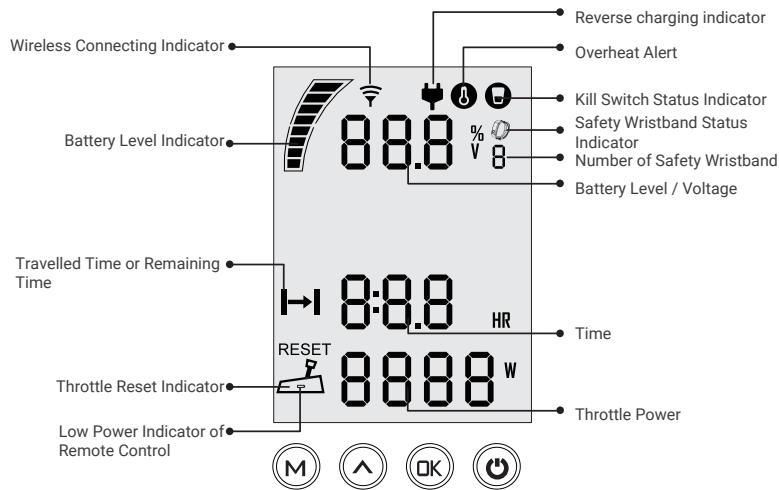 Reverse charging indicator
Wireless Connecting Indicator
Overheat Alert
Kill Switch Status Indicator
Safety Wristband Status
Indicator
Number of Safety Wristband
Battery Level Indicator
88.8
%
V
8
Battery Level / Voltage
Travelled Time or Remaining
Time
8:8.8
HR
Time
RESET
8888
W
Throttle Reset Indicator
Throttle Power
Low Power Indicator of
Remote Control
M
OK